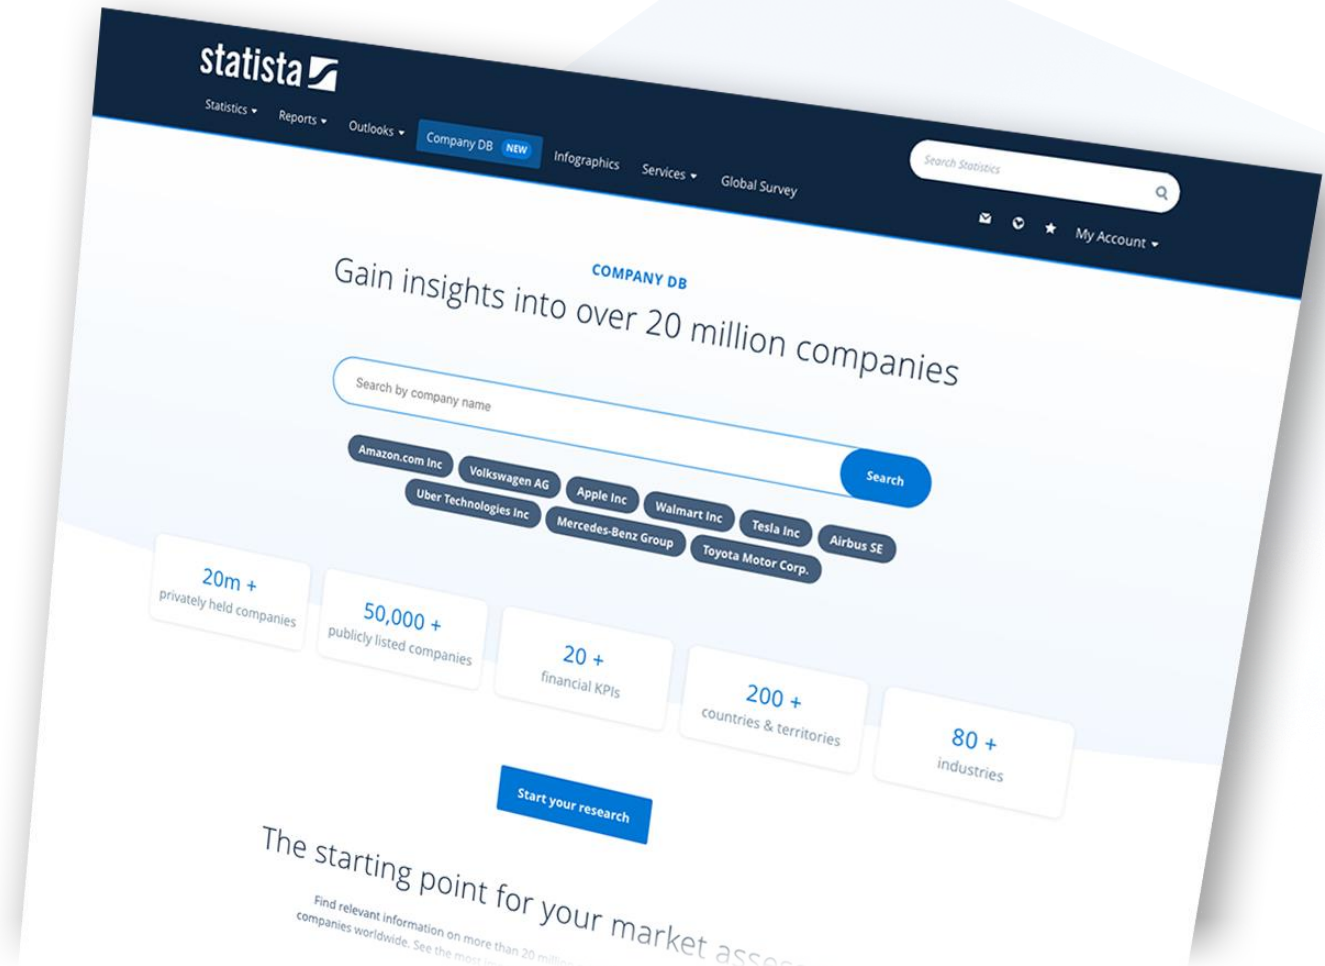 statista
Statistics Reports Outlooks Company DB NEW Infographics Services Global Survey
Search Statistics
My Account
COMPANY DB
Gain insights into over 20 million companies
Search by company name
Search
Amazon.com Inc Volkswagen AG Apple Inc Walmart Inc Tesla Inc Airbus SE
Uber Technologies Inc Mercedes-Benz Group Toyota Motor Corp.
20m +
privately held companies
50,000 +
publicly listed companies
20 +
financial KPIs
200 +
countries & territories
80 +
industries
Start your research
The starting point for your market
Find relevant information on more than 20 million
companies worldwide. See the most